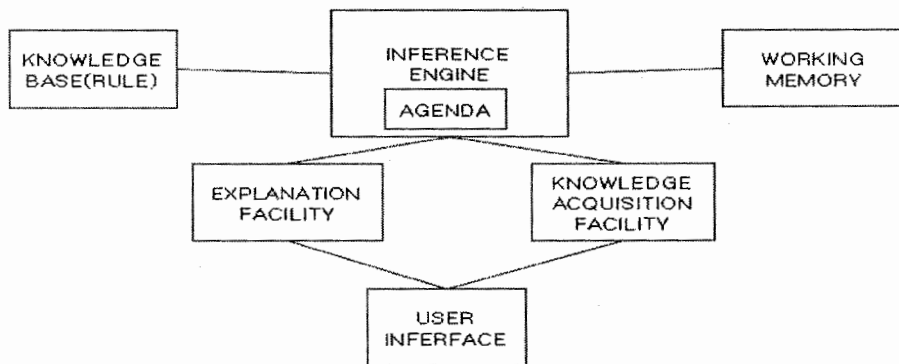 KNOWLEDGE
BASE(RULE)
INFERENCE
ENGINE
AGENDA
WORKING
MEMORY
EXPLANATION
FACILITY
KNOWLEDGE
ACQUISITION
FACILITY
USER
INFERFACE